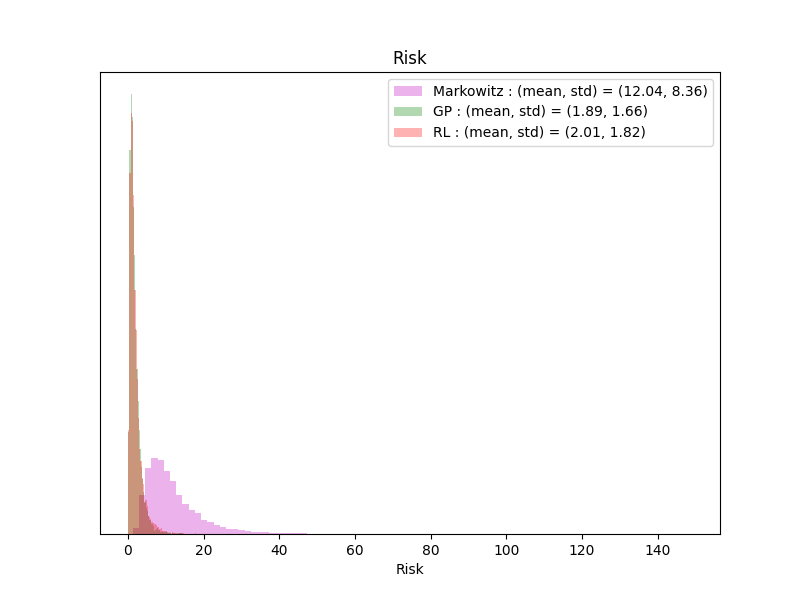 Risk
Markowitz : (mean, std) = (12.04, 8.36)
GP : (mean, std) = (1.89, 1.66)
RL : (mean, std) = (2.01, 1.82)
0 20 40 60 80 100 120 140
Risk